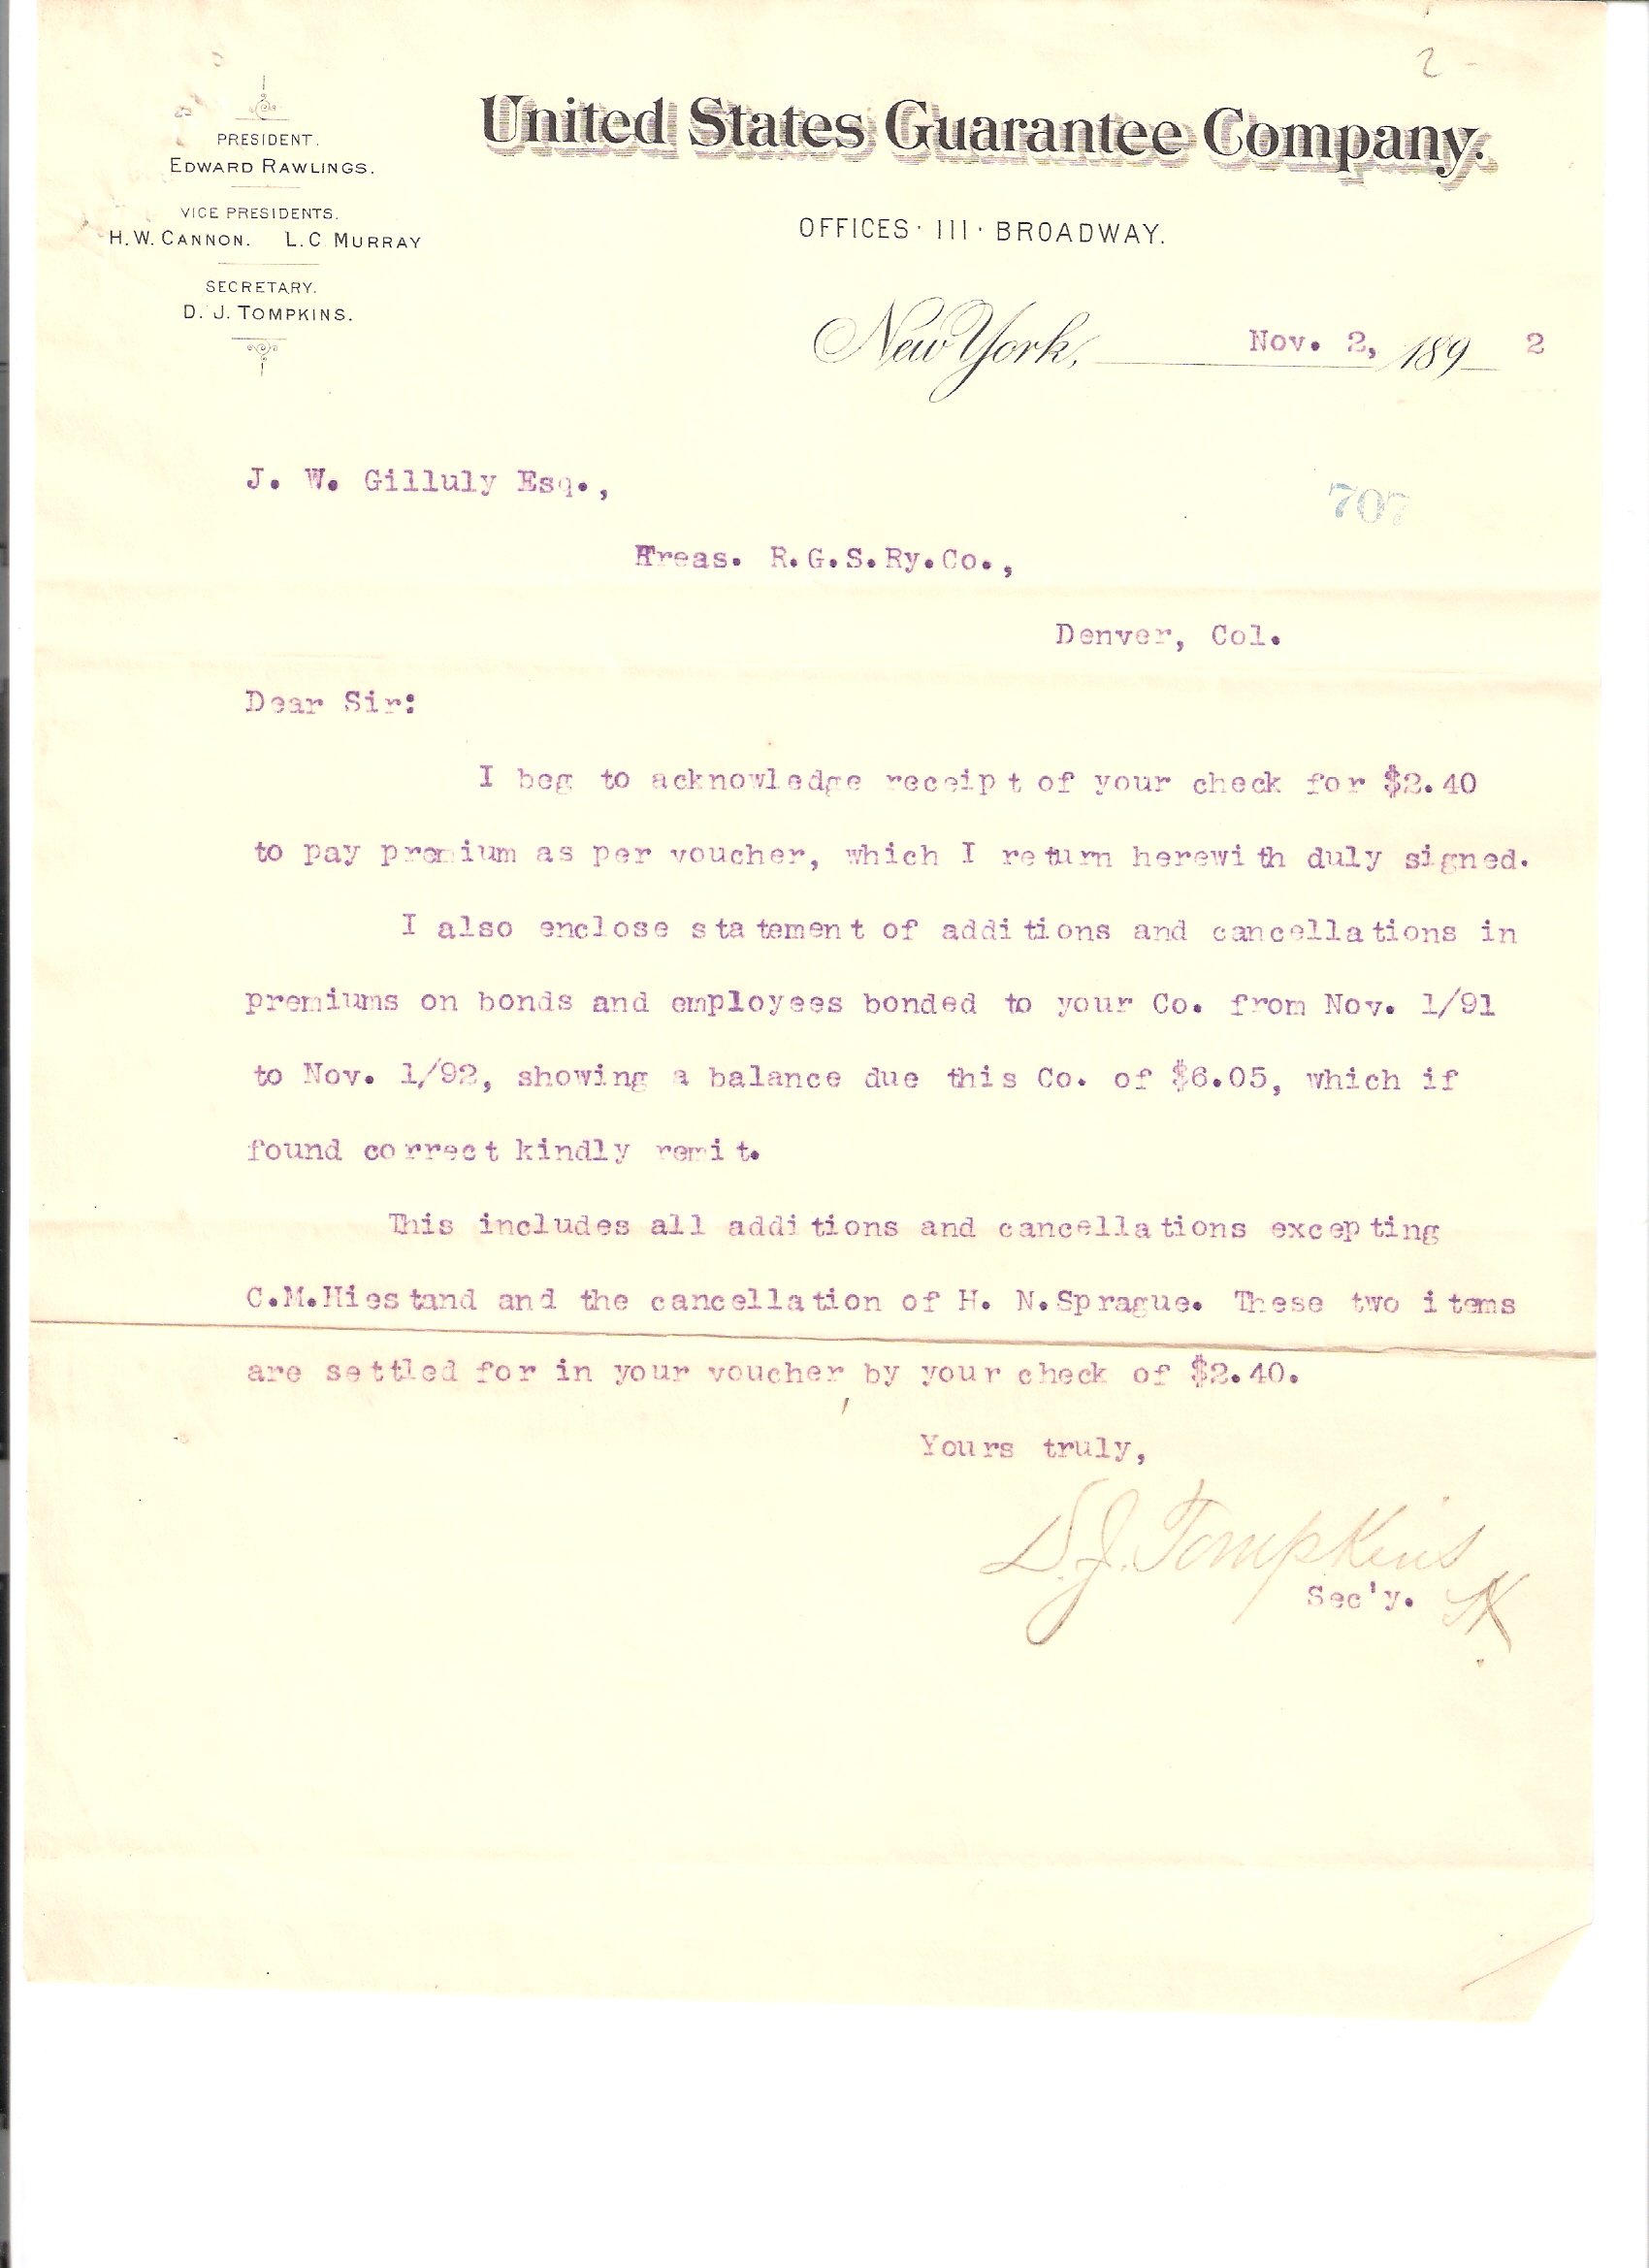 2 -
PRESIDENT.
EDWARD RAWLINGS.
VICE PRESIDENTS.
H. W. CANNON. L. C. MURRAY
SECRETARY.
D. J. TOMPKINS.
United States Guarantee Company.
OFFICES · 111 · BROADWAY.
New York, Nov. 2, 189 2
J. W. Gilluly Esq.,
707
Treas. R.G.S.Ry.Co.,
Denver, Col.
Dear Sir:
I beg to acknowledge receipt of your check for $2.40
to pay premium as per voucher, which I return herewith duly signed.
I also enclose statement of additions and cancellations in
premiums on bonds and employees bonded to your Co. from Nov. 1/91
to Nov. 1/92, showing a balance due this Co. of $6.05, which if
found correct kindly remit.
This includes all additions and cancellations excepting
C.M.Hiestand and the cancellation of H. N.Sprague. These two items
are settled for in your voucher by your check of $2.40.
Yours truly,
D. J. Tompkins
Sec'y.